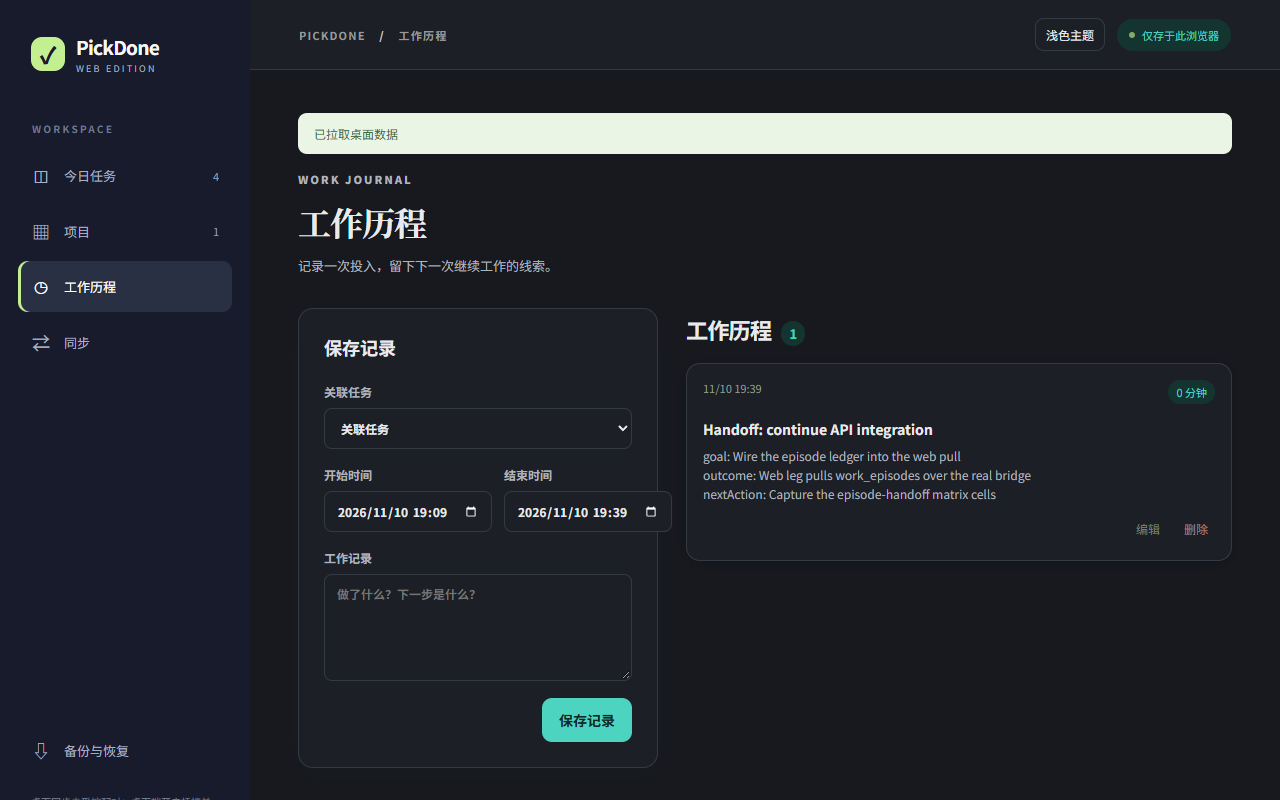 PickDone
WEB EDITION
WORKSPACE
今日任务 4
项目 1
工作历程
同步
备份与恢复
PICKDONE / 工作历程
浅色主题
仅存于此浏览器
已拉取桌面数据
WORK JOURNAL
工作历程
记录一次投入，留下下一次继续工作的线索。
保存记录
关联任务
关联任务
开始时间 结束时间
2026/11/10 19:09 2026/11/10 19:39
工作记录
做了什么？下一步是什么？
保存记录
工作历程 1
11/10 19:39 0 分钟
Handoff: continue API integration
goal: Wire the episode ledger into the web pull
outcome: Web leg pulls work_episodes over the real bridge
nextAction: Capture the episode-handoff matrix cells
编辑 删除